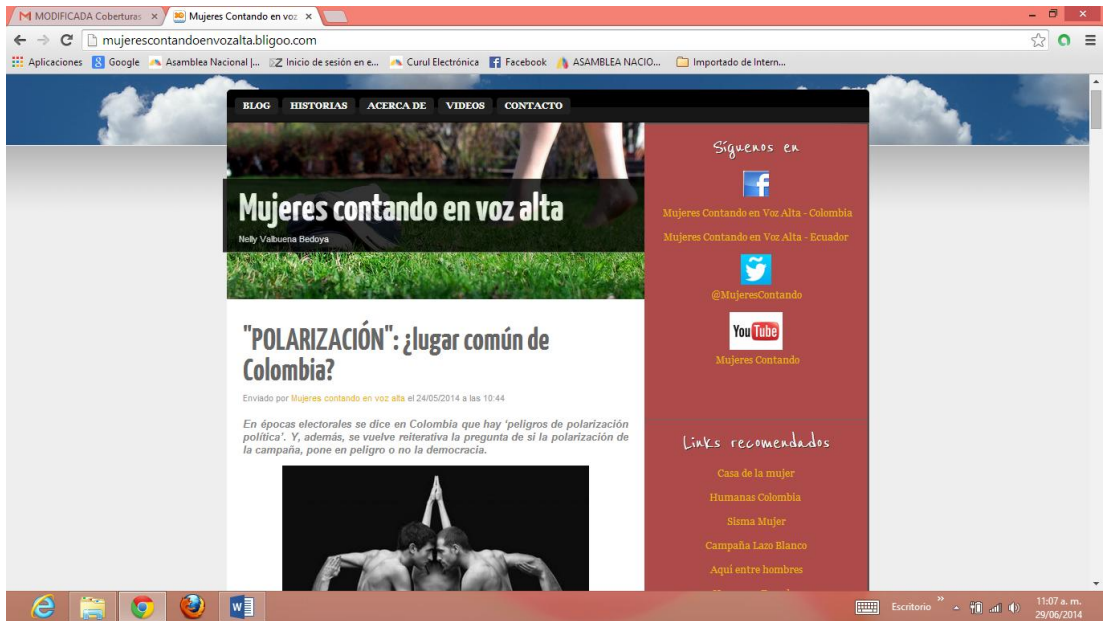 MODIFICADA Coberturas
Mujeres Contando en voz
mujerescontandoenvozalta.bligoo.com
Aplicaciones Google Asamblea Nacional |... Inicio de sesión en e... Curul Electrónica Facebook ASAMBLEA NACIO... Importado de Intern...
BLOG HISTORIAS ACERCA DE VIDEOS CONTACTO
Mujeres contando en voz alta
Nelly Valbuena Bedoya
"POLARIZACIÓN": ¿lugar común de
Colombia?
Enviado por Mujeres contando en voz alta el 24/05/2014 a las 10:44
En épocas electorales se dice en Colombia que hay ‘peligros de polarización
política’. Y, además, se vuelve reiterativa la pregunta de si la polarización de
la campaña, pone en peligro o no la democracia.
Síguenos en
Mujeres Contando en Voz Alta - Colombia
Mujeres Contando en Voz Alta - Ecuador
@MujeresContando
You Tube
Mujeres Contando
Links recomendados
Casa de la mujer
Humanas Colombia
Sisma Mujer
Campaña Lazo Blanco
Aquí entre hombres
Escritorio
11:07 a. m.
29/06/2014